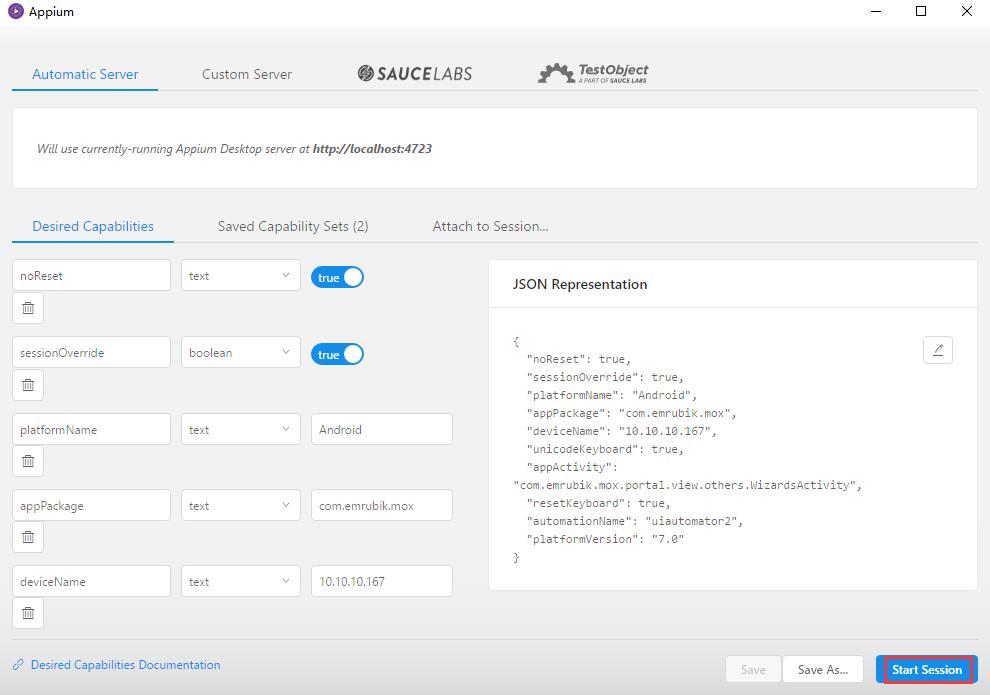 Appium
Automatic Server
Custom Server
SAUCELABS
TestObject
A PART OF SAUCE LABS
Will use currently-running Appium Desktop server at http://localhost:4723
Desired Capabilities
Saved Capability Sets (2)
Attach to Session...
noReset text true
sessionOverride boolean true
platformName text Android
appPackage text com.emrubik.mox
deviceName text 10.10.10.167
JSON Representation
{
"noReset": true,
"sessionOverride": true,
"platformName": "Android",
"appPackage": "com.emrubik.mox",
"deviceName": "10.10.10.167",
"unicodeKeyboard": true,
"appActivity":
"com.emrubik.mox.portal.view.others.WizardsActivity",
"resetKeyboard": true,
"automationName": "uiautomator2",
"platformVersion": "7.0"
}
Desired Capabilities Documentation
Save
Save As...
Start Session